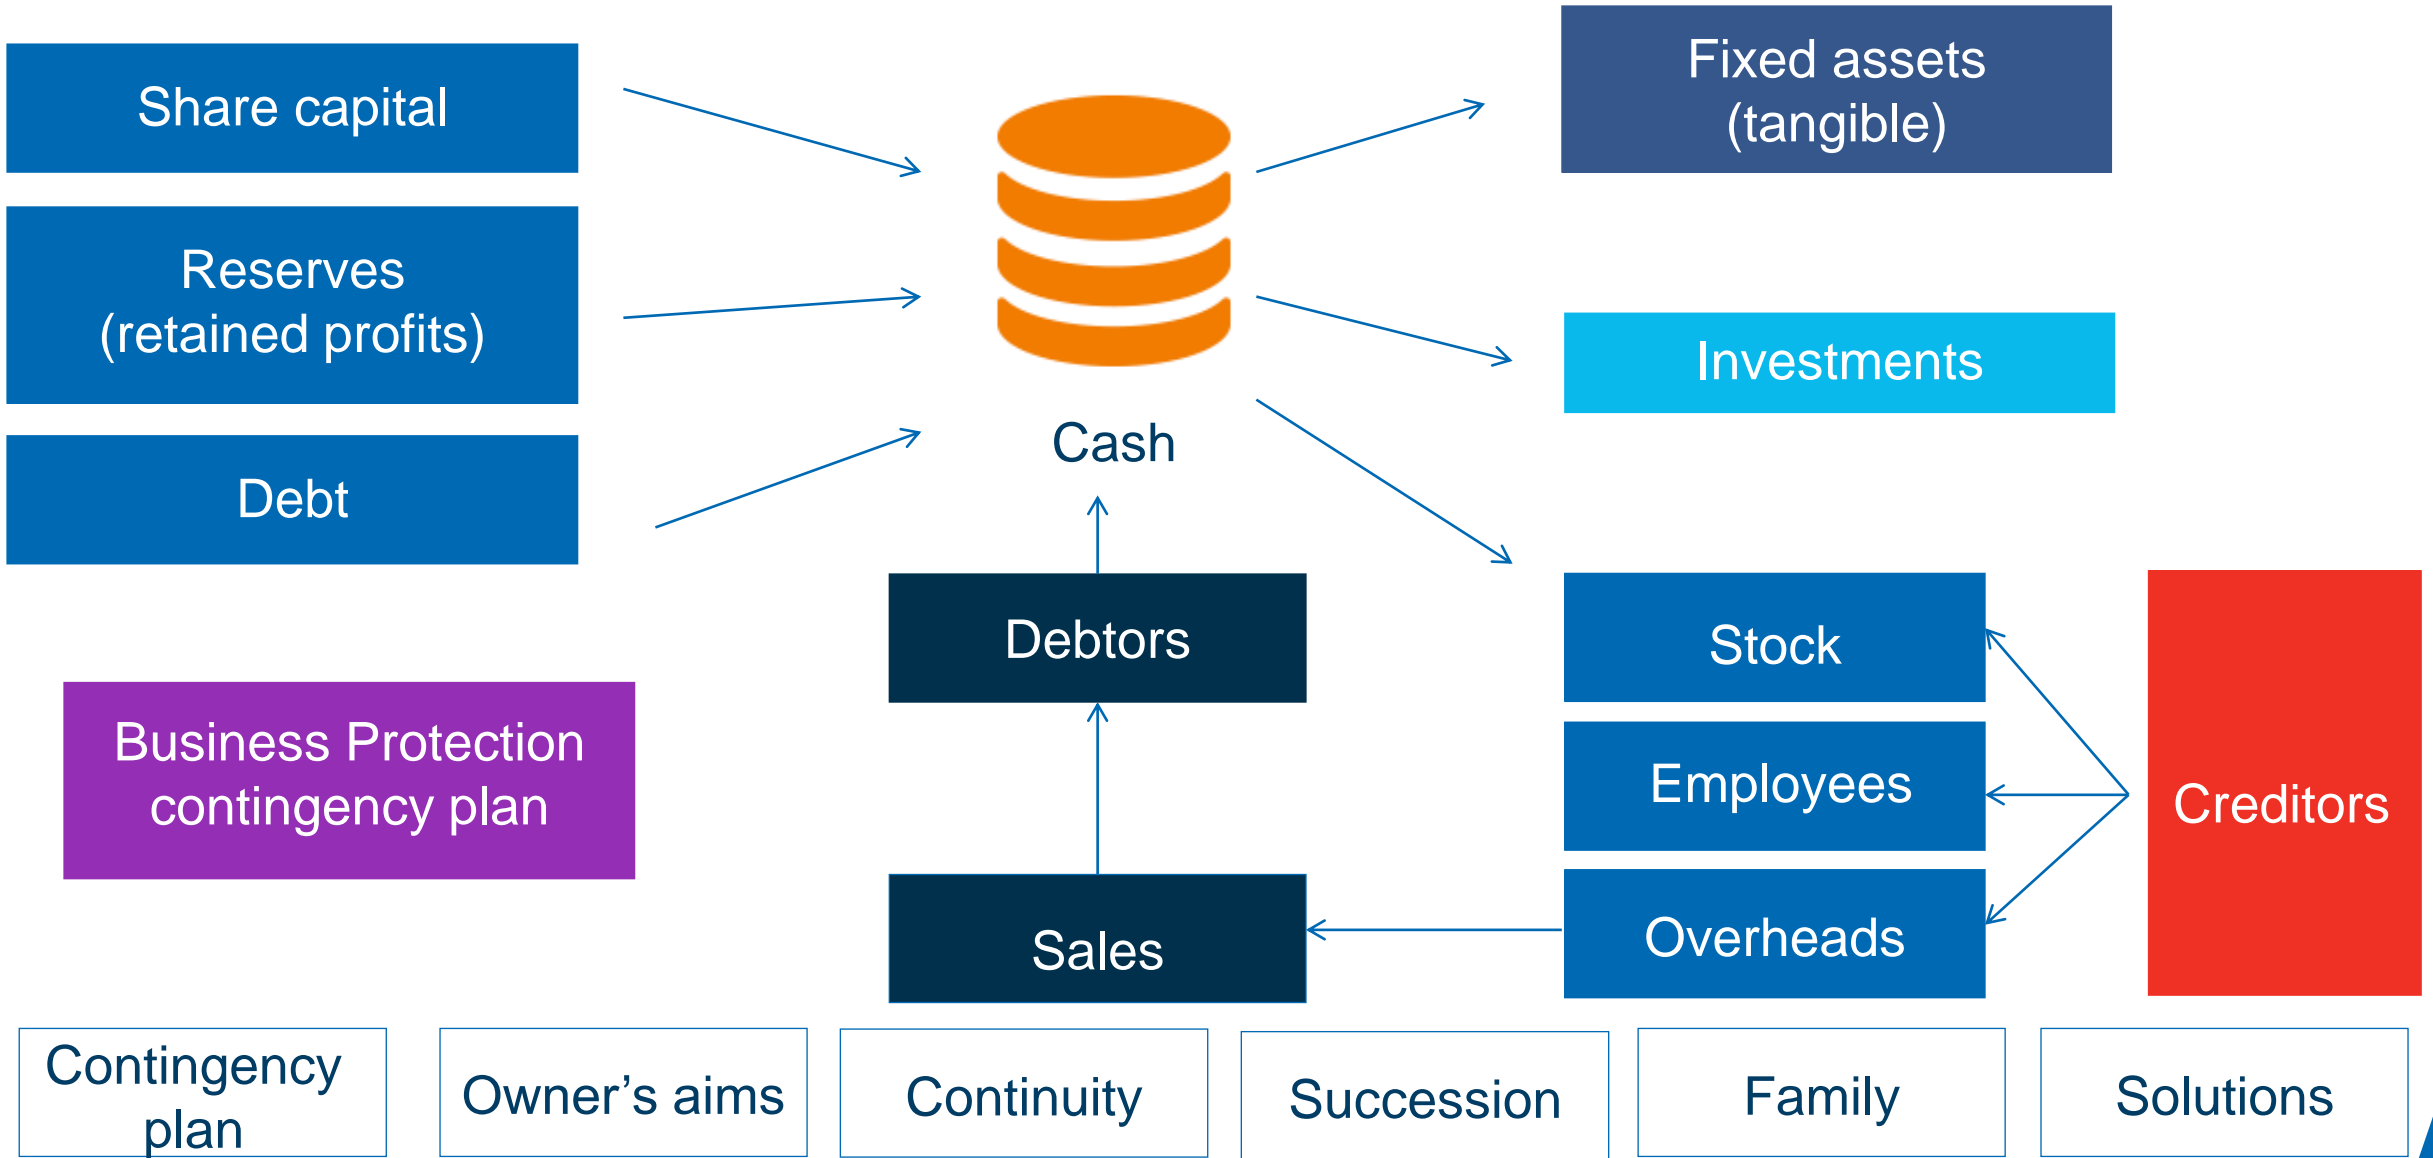 Share capital
Reserves
(retained profits)
Debt
Business Protection
contingency plan
Cash
Debtors
Sales
Fixed assets
(tangible)
Investments
Stock
Employees
Overheads
Creditors
Contingency
plan
Owner’s aims
Continuity
Succession
Family
Solutions